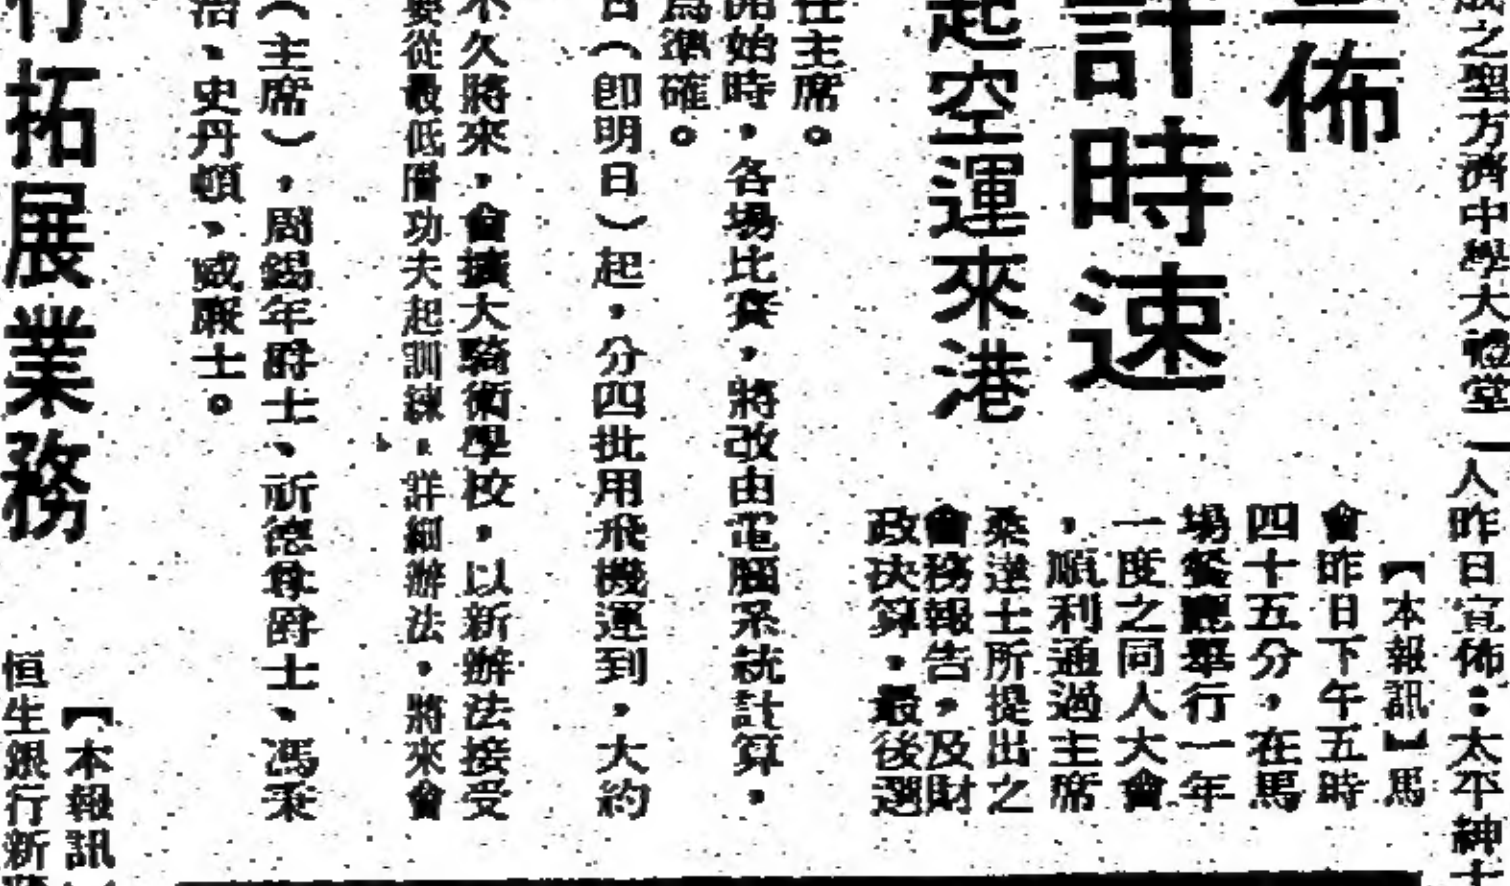 成之聖方濟中學大禮堂
人昨日宣佈：太平紳士
佈
計時速
起空運來港
【本報訊】馬
會昨日下午五時
四十五分，在馬
場餐廳舉行一年
一度之同人大會
，順利通過主席
桑達士所提出之
會務報告，及財
政決算，最後選
任主席。
開始時，各場比賽，將改由電腦系統計算，
為準確。
日（即明日）起，分四批用飛機運到，大約
不久將來，會擴大騎術學校，以新辦法接受
要從最低層功夫起訓練，詳細辦法，將來會
（主席），周錫年爵士、祈德尊爵士、馮秉
治、史丹頓、威廠士。
行拓展業務
【本報訊
恒生銀行新